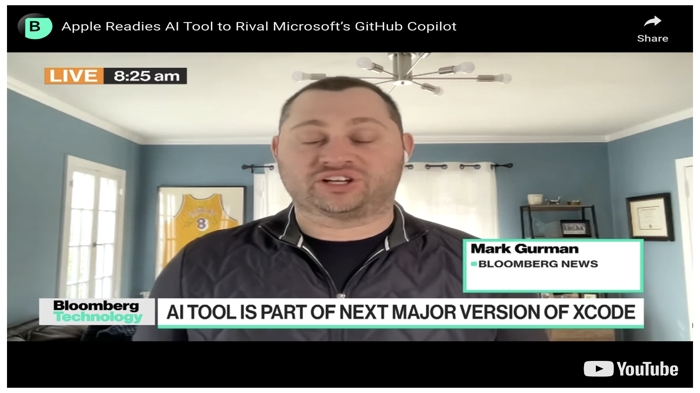 B
Apple Readies AI Tool to Rival Microsoft's GitHub Copilot
Share
LIVE 8:25 am
8
Mark Gurman
BLOOMBERG NEWS
Bloomberg
Technology
AI TOOL IS PART OF NEXT MAJOR VERSION OF XCODE
YouTube